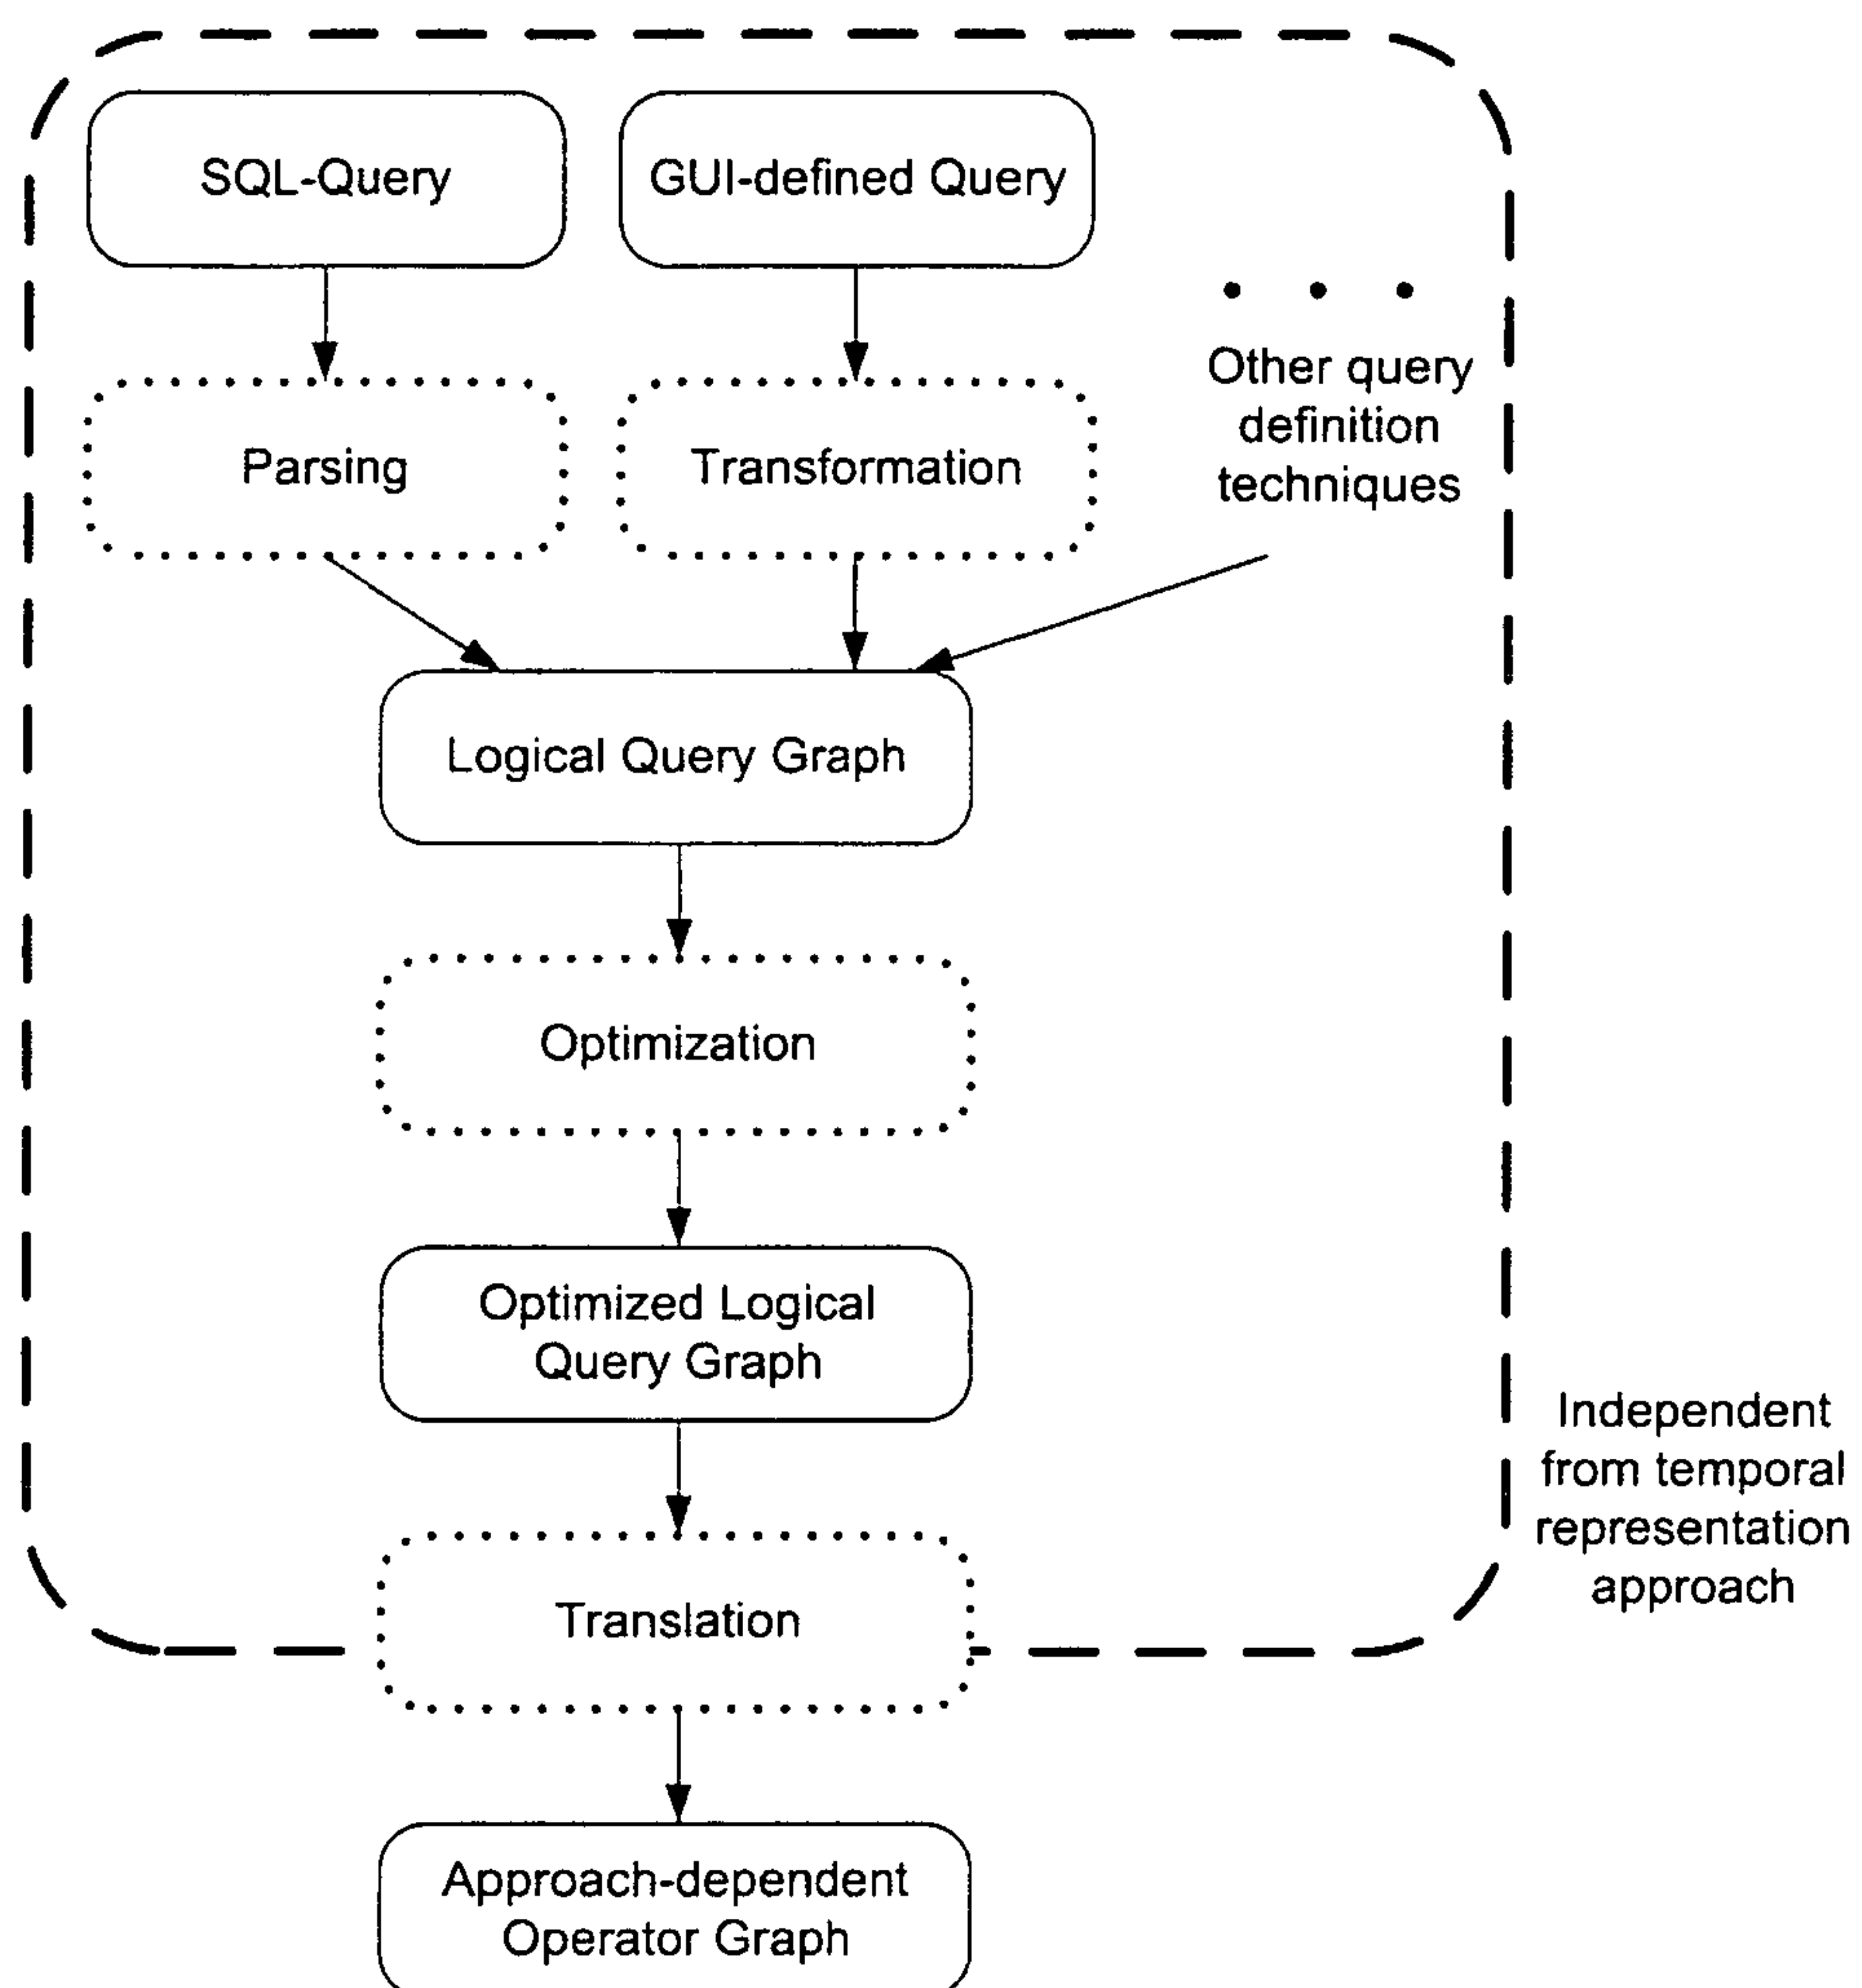 SQL-Query
GUI-defined Query
Other query
definition
techniques
Parsing
Transformation
Logical Query Graph
Optimization
Optimized Logical
Query Graph
Independent
from temporal
representation
approach
Translation
Approach-dependent
Operator Graph